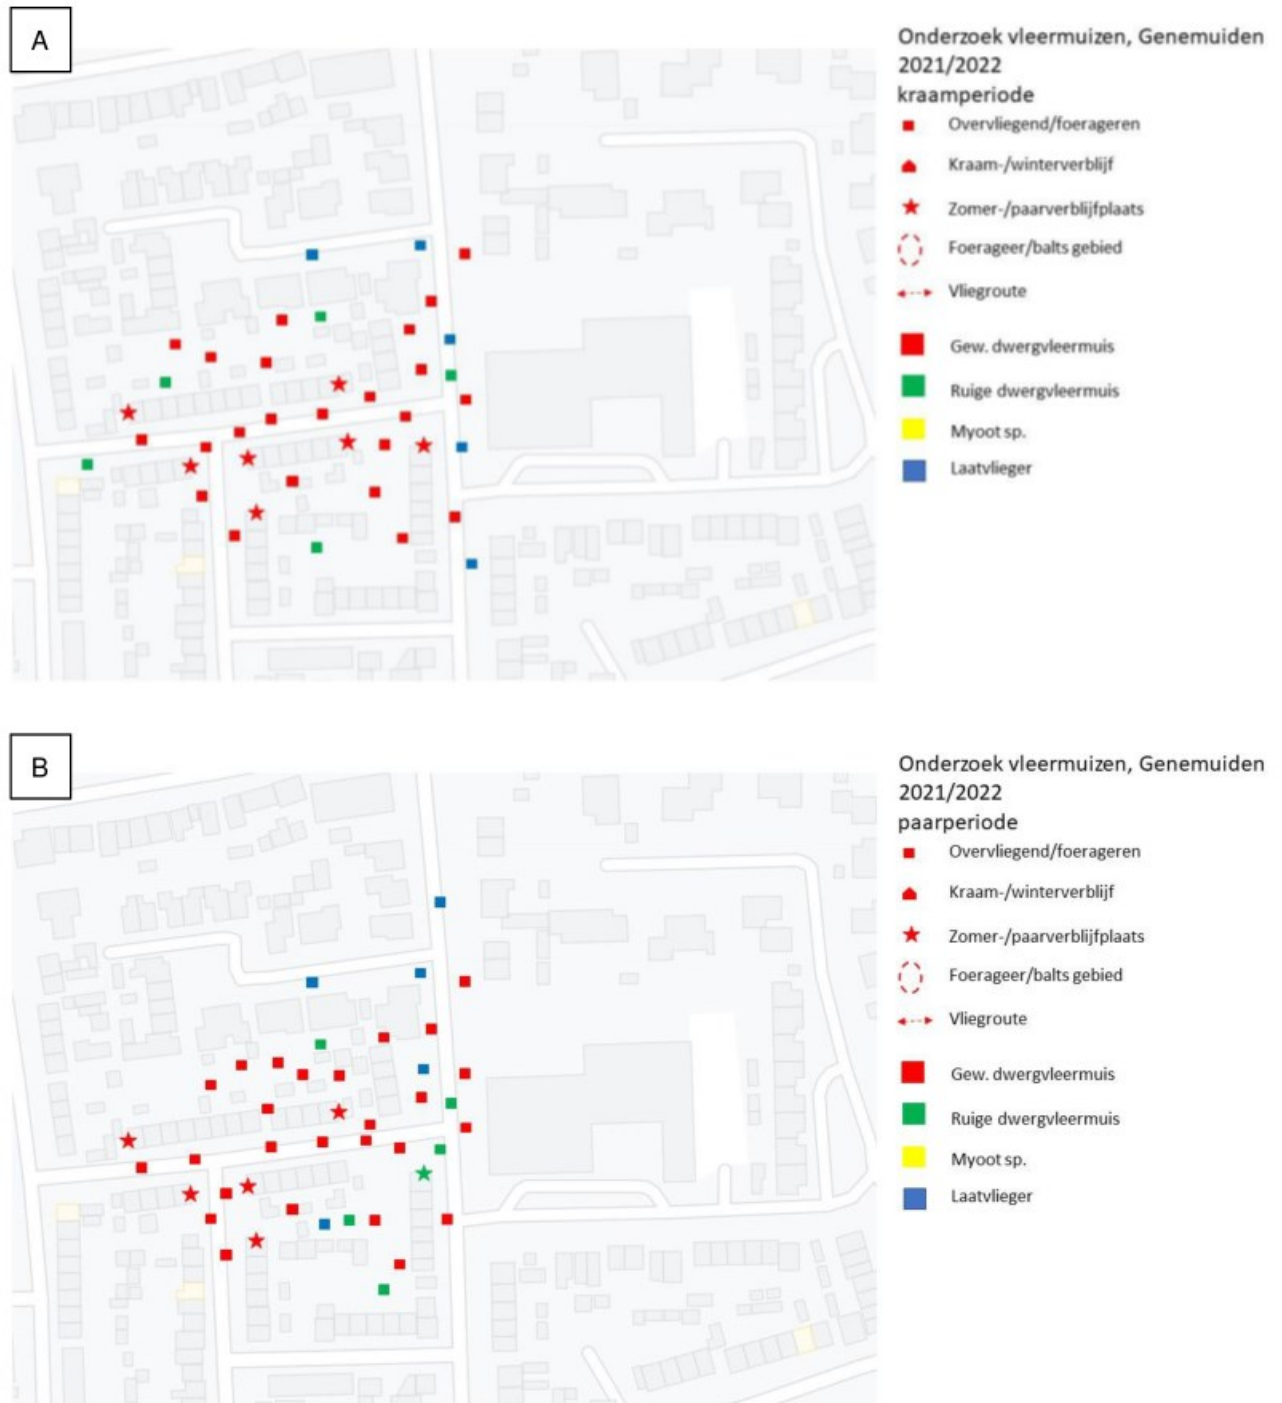 A
Onderzoek vleermuizen, Genemuiden
2021/2022
kraamperiode
Overvliegend/foerageren
Kraam-/winterverblijf
Zomer-/paarverblijfplaats
Foerageer/balts gebied
Vliegroute
Gew. dwergvleermuis
Ruige dwergvleermuis
Myoot sp.
Laatvlieger
B
Onderzoek vleermuizen, Genemuiden
2021/2022
paarperiode
Overvliegend/foerageren
Kraam-/winterverblijf
Zomer-/paarverblijfplaats
Foerageer/balts gebied
Vliegroute
Gew. dwergvleermuis
Ruige dwergvleermuis
Myoot sp.
Laatvlieger